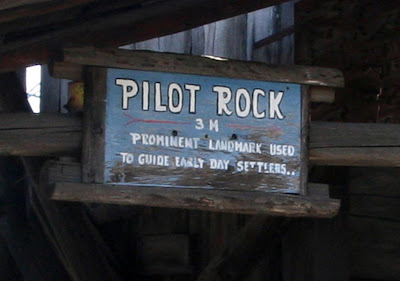 PILOT ROCK
3 M
PROMINENT LANDMARK USED
TO GUIDE EARLY DAY SETTLERS..